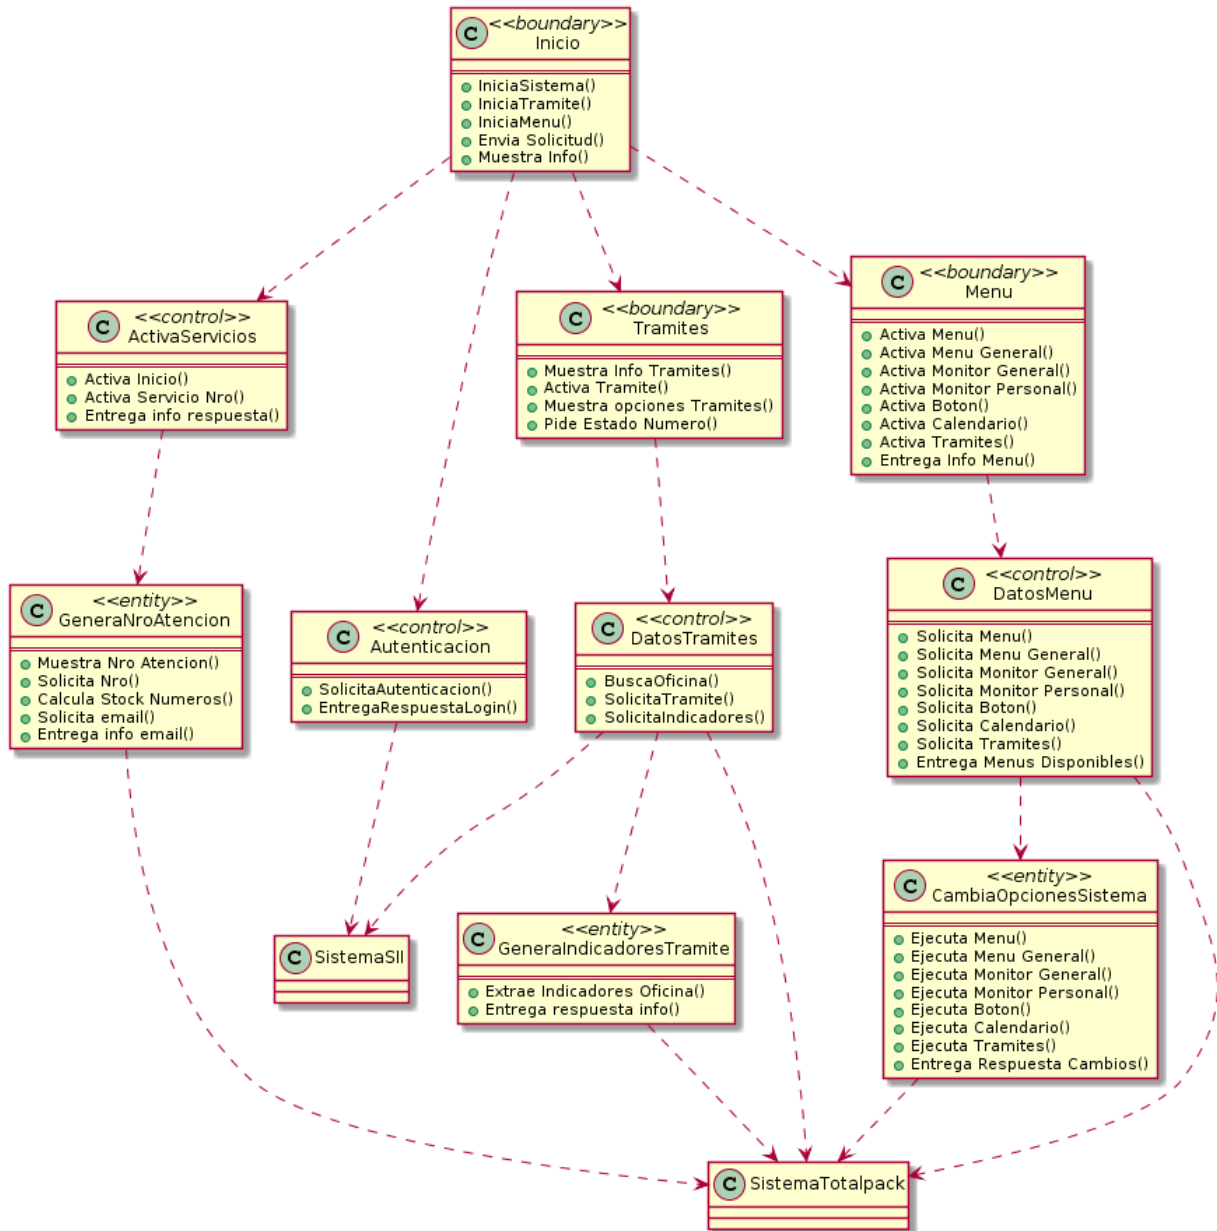 C <<boundary>>
Inicio
IniciaSistema()
IniciaTramite()
IniciaMenu()
Envia Solicitud()
Muestra Info()
C <<control>>
ActivaServicios
Activa Inicio()
Activa Servicio Nro()
Entrega info respuesta()
C <<boundary>>
Tramites
Muestra Info Tramites()
Activa Tramite()
Muestra opciones Tramites()
Pide Estado Numero()
C <<boundary>>
Menu
Activa Menu()
Activa Menu General()
Activa Monitor General()
Activa Monitor Personal()
Activa Boton()
Activa Calendario()
Activa Tramites()
Entrega Info Menu()
C <<entity>>
GeneraNroAtencion
Muestra Nro Atencion()
Solicita Nro()
Calcula Stock Numeros()
Solicita email()
Entrega info email()
C <<control>>
Autenticacion
SolicitaAutenticacion()
EntregaRespuestaLogin()
C <<control>>
DatosTramites
BuscaOficina()
SolicitaTramite()
SolicitaIndicadores()
C <<control>>
DatosMenu
Solicita Menu()
Solicita Menu General()
Solicita Monitor General()
Solicita Monitor Personal()
Solicita Boton()
Solicita Calendario()
Solicita Tramites()
Entrega Menus Disponibles()
C SistemaSII
C <<entity>>
GeneraIndicadoresTramite
Extrae Indicadores Oficina()
Entrega respuesta info()
C <<entity>>
CambiaOpcionesSistema
Ejecuta Menu()
Ejecuta Menu General()
Ejecuta Monitor General()
Ejecuta Monitor Personal()
Ejecuta Boton()
Ejecuta Calendario()
Ejecuta Tramites()
Entrega Respuesta Cambios()
C SistemaTotalpack